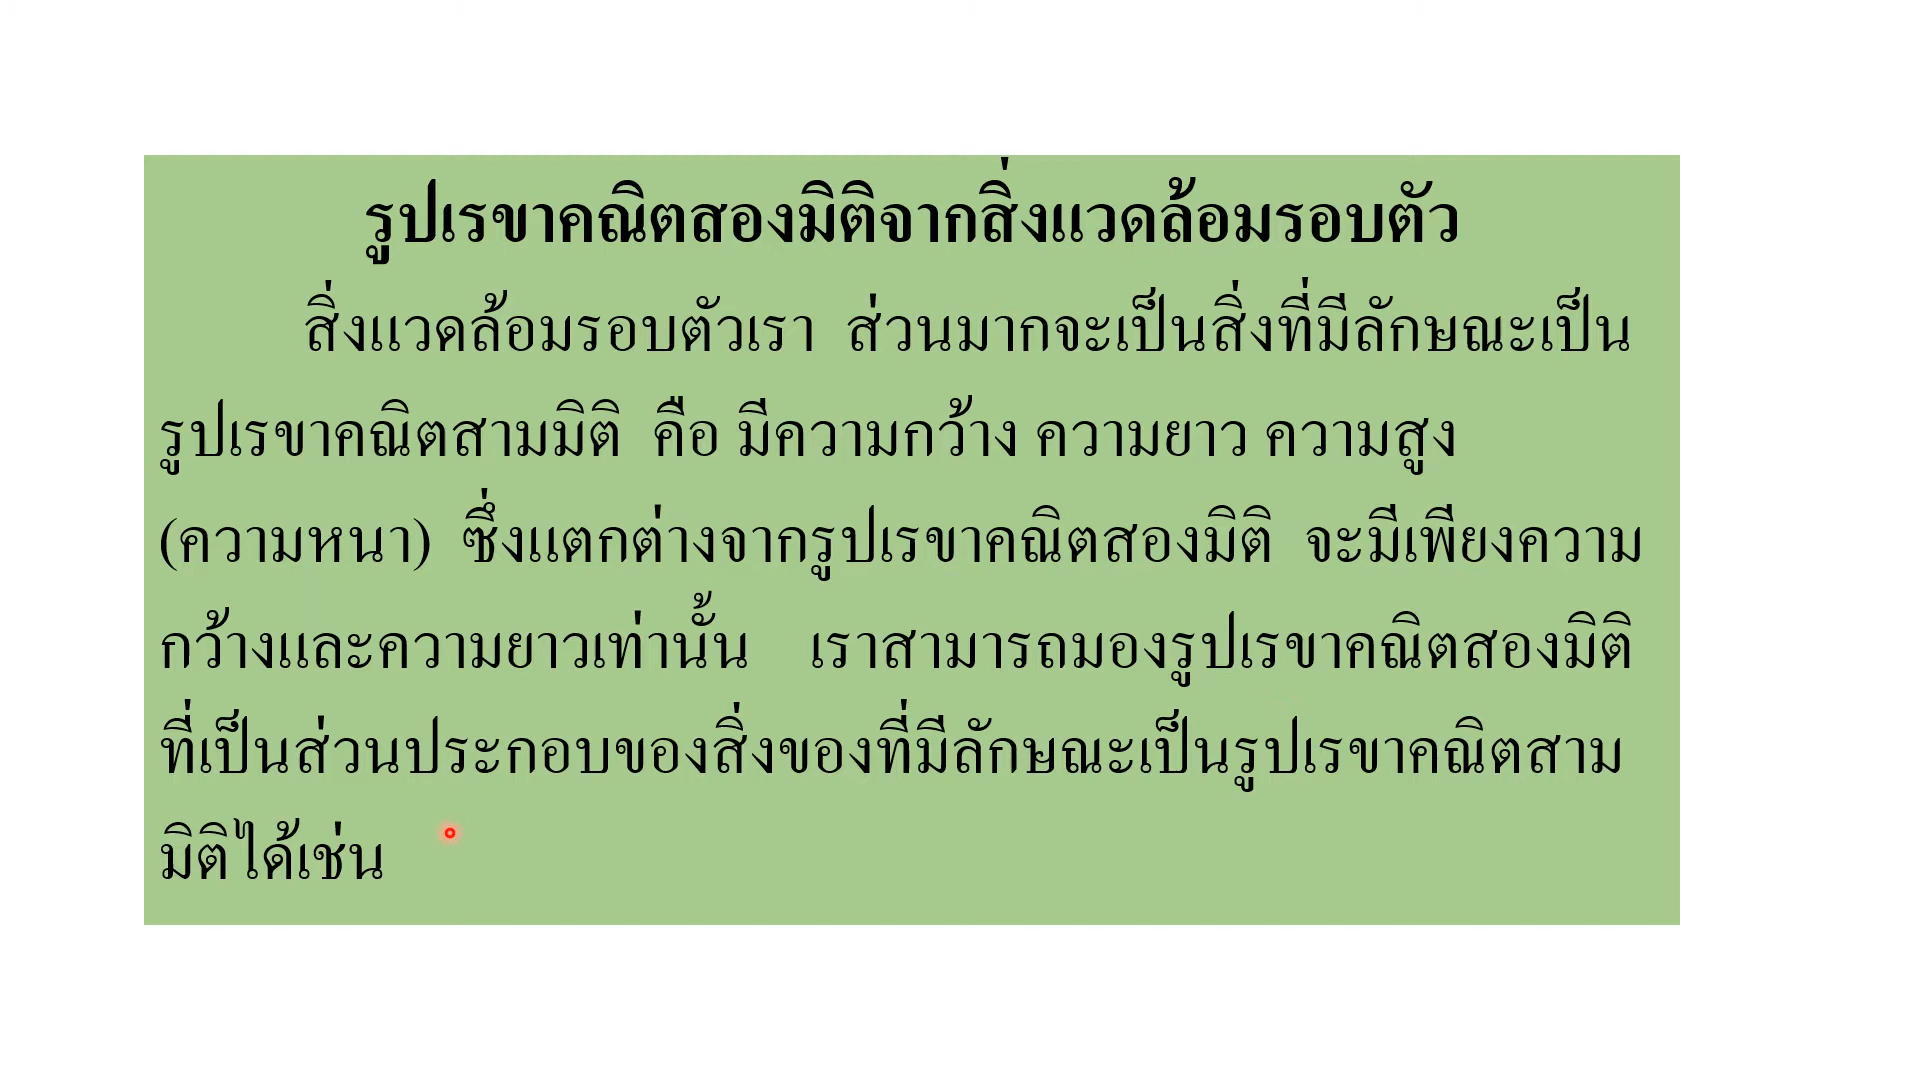 รูปเรขาคณิตสองมิติจากสิ่งแวดล้อมรอบตัว
สิ่งแวดล้อมรอบตัวเรา ส่วนมากจะเป็นสิ่งที่มีลักษณะเป็น
รูปเรขาคณิตสามมิติ คือ มีความกว้าง ความยาว ความสูง
(ความหนา) ซึ่งแตกต่างจากรูปเรขาคณิตสองมิติ จะมีเพียงความ
กว้างและความยาวเท่านั้น เราสามารถมองรูปเรขาคณิตสองมิติ
ที่เป็นส่วนประกอบของสิ่งของที่มีลักษณะเป็นรูปเรขาคณิตสาม
มิติได้เช่น